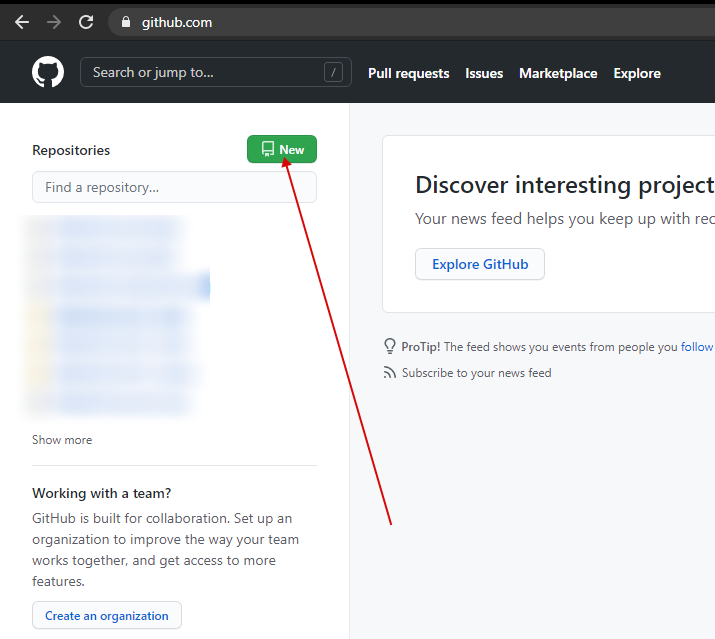 github.com
Search or jump to...
/
Pull requests
Issues
Marketplace
Explore
Repositories
New
Find a repository...
Show more
Working with a team?
GitHub is built for collaboration. Set up an
organization to improve the way your team
works together, and get access to more
features.
Create an organization
Discover interesting project
Your news feed helps you keep up with rec
Explore GitHub
ProTip! The feed shows you events from people you follow
Subscribe to your news feed